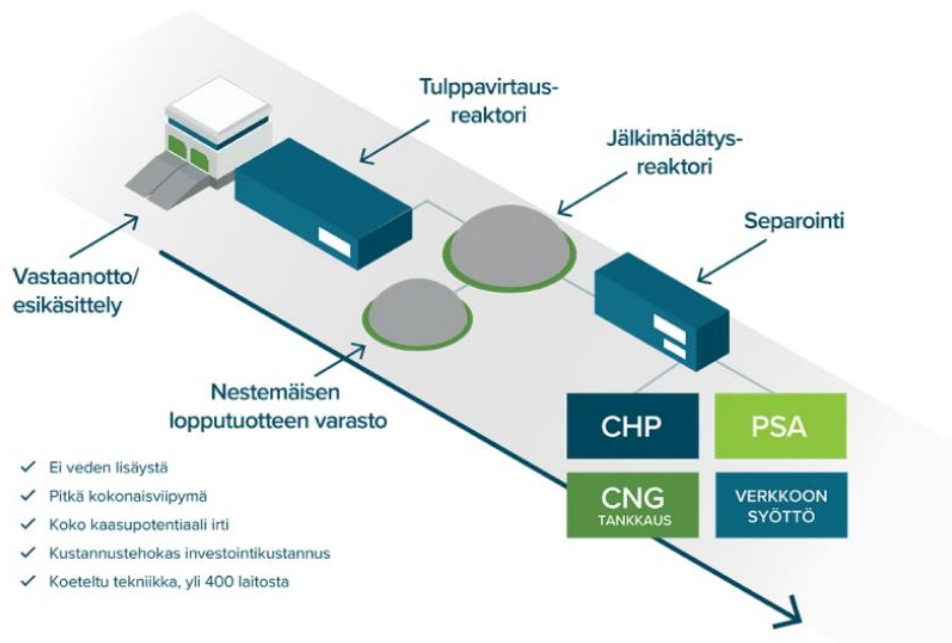 Tulppavirtaus-
reaktori
Jälkimädätys-
reaktori
Separointi
Vastaanotto/
esikäsittely
Nestemäisen
lopputuotteen varasto
CHP
PSA
CNG
TANKKAUS
VERKKOON
SYÖTTÖ
✓ Ei veden lisäystä
✓ Pitkä kokonaisviipymä
✓ Koko kaasupotentiaali irti
✓ Kustannustehokas investointikustannus
✓ Koeteltu tekniikka, yli 400 laitosta